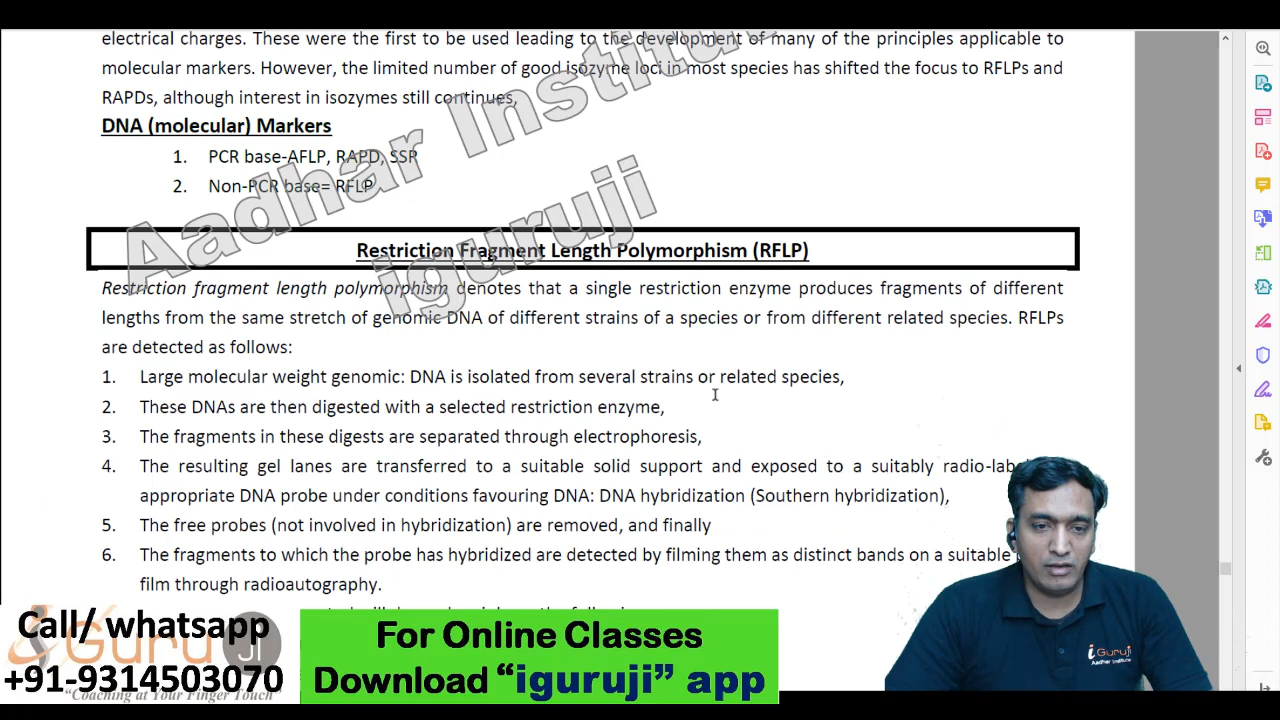 electrical charges. These were the first to be used leading to the development of many of the principles applicable to
molecular markers. However, the limited number of good isozyme loci in most species has shifted the focus to RFLPs and
RAPDs, although interest in isozymes still continues,
DNA (molecular) Markers
1. PCR base-AFLP, RAPD, SSR
2. Non-PCR base= RFLP
Aadhar Institute
iguruji
Restriction Fragment Length Polymorphism (RFLP)
Restriction fragment length polymorphism denotes that a single restriction enzyme produces fragments of different
lengths from the same stretch of genomic DNA of different strains of a species or from different related species. RFLPs
are detected as follows:
1. Large molecular weight genomic: DNA is isolated from several strains or related species,
2. These DNAs are then digested with a selected restriction enzyme,
3. The fragments in these digests are separated through electrophoresis,
4. The resulting gel lanes are transferred to a suitable solid support and exposed to a suitably
appropriate DNA probe under conditions favouring DNA: DNA hybridization (Southern hybridization),
5. The free probes (not involved in hybridization) are removed, and finally
6. The fragments to which the probe has hybridized are detected by filming them as distinct bands on a suitable
film through radioautography.
Call/ whatsapp
+91-9314503070
GuruJI
"Coaching at Your Finger Touch"
For Online Classes
Download "iguruji" app
iGuruji
Aadhar Institute